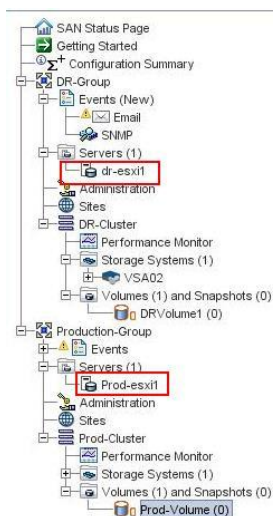 SAN Status Page
Getting Started
Configuration Summary
DR-Group
Events (New)
Email
SNMP
Servers (1)
dr-esxi1
Administration
Sites
DR-Cluster
Performance Monitor
Storage Systems (1)
VSA02
Volumes (1) and Snapshots (0)
DRVolume1 (0)
Production-Group
Events
Servers (1)
Prod-esxi1
Administration
Sites
Prod-Cluster
Performance Monitor
Storage Systems (1)
Volumes (1) and Snapshots (0)
Prod-Volume (0)